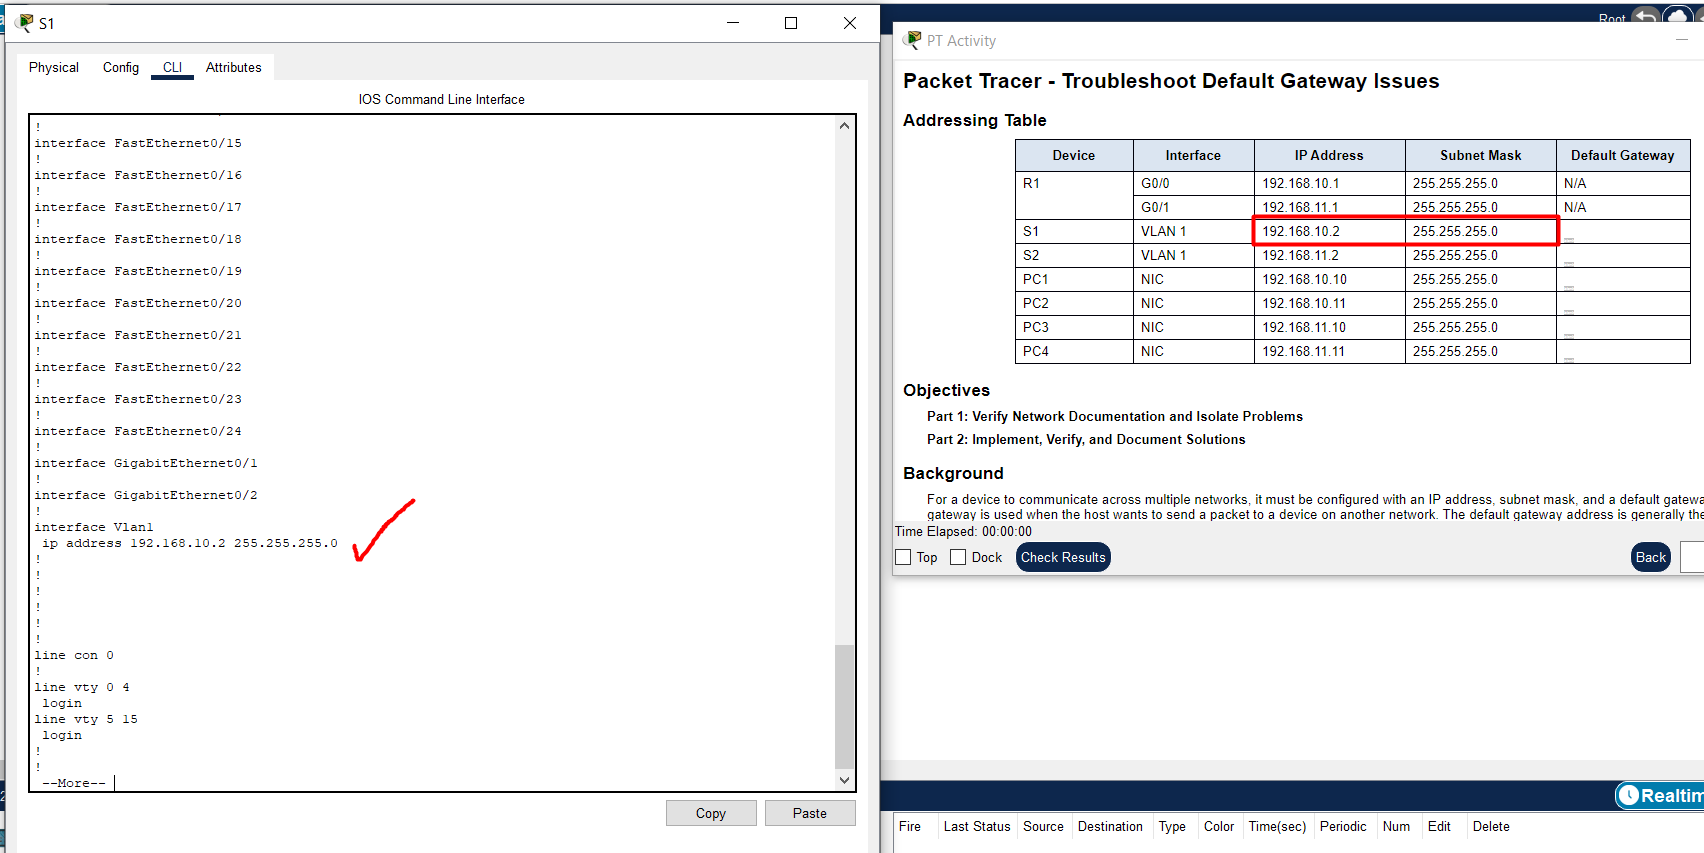 S1
Physical Config CLI Attributes
IOS Command Line Interface
!
interface FastEthernet0/15
!
interface FastEthernet0/16
!
interface FastEthernet0/17
!
interface FastEthernet0/18
!
interface FastEthernet0/19
!
interface FastEthernet0/20
!
interface FastEthernet0/21
!
interface FastEthernet0/22
!
interface FastEthernet0/23
!
interface FastEthernet0/24
!
interface GigabitEthernet0/1
!
interface GigabitEthernet0/2
!
interface Vlan1
ip address 192.168.10.2 255.255.255.0
!
!
!
!
!
!
line con 0
!
line vty 0 4
login
line vty 5 15
login
!
!
--More--
Copy Paste
Root
PT Activity
Packet Tracer - Troubleshoot Default Gateway Issues
Addressing Table
Device Interface IP Address Subnet Mask Default Gateway
R1 G0/0 192.168.10.1 255.255.255.0 N/A
G0/1 192.168.11.1 255.255.255.0 N/A
S1 VLAN 1 192.168.10.2 255.255.255.0
S2 VLAN 1 192.168.11.2 255.255.255.0
PC1 NIC 192.168.10.10 255.255.255.0
PC2 NIC 192.168.10.11 255.255.255.0
PC3 NIC 192.168.11.10 255.255.255.0
PC4 NIC 192.168.11.11 255.255.255.0
Objectives
Part 1: Verify Network Documentation and Isolate Problems
Part 2: Implement, Verify, and Document Solutions
Background
For a device to communicate across multiple networks, it must be configured with an IP address, subnet mask, and a default gatewa
gateway is used when the host wants to send a packet to a device on another network. The default gateway address is generally the
Time Elapsed: 00:00:00
Top Dock Check Results Back
Realtim
Fire Last Status Source Destination Type Color Time(sec) Periodic Num Edit Delete